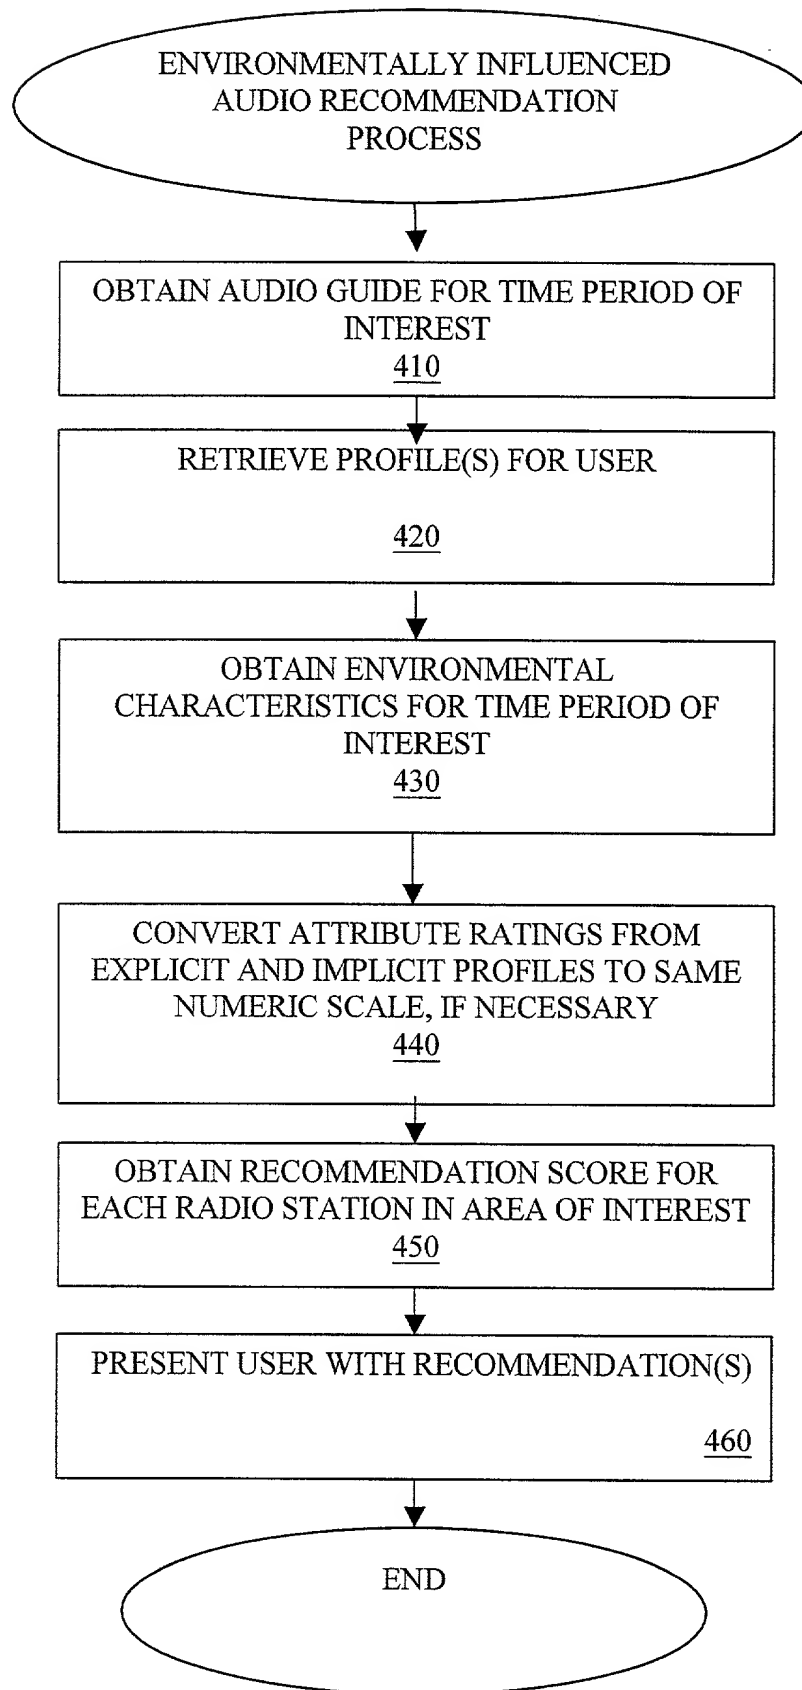 ENVIRONMENTALLY INFLUENCED
AUDIO RECOMMENDATION
PROCESS
OBTAIN AUDIO GUIDE FOR TIME PERIOD OF
INTEREST
410
RETRIEVE PROFILE(S) FOR USER
420
OBTAIN ENVIRONMENTAL
CHARACTERISTICS FOR TIME PERIOD OF
INTEREST
430
CONVERT ATTRIBUTE RATINGS FROM
EXPLICIT AND IMPLICIT PROFILES TO SAME
NUMERIC SCALE, IF NECESSARY
440
OBTAIN RECOMMENDATION SCORE FOR
EACH RADIO STATION IN AREA OF INTEREST
450
PRESENT USER WITH RECOMMENDATION(S)
460
END